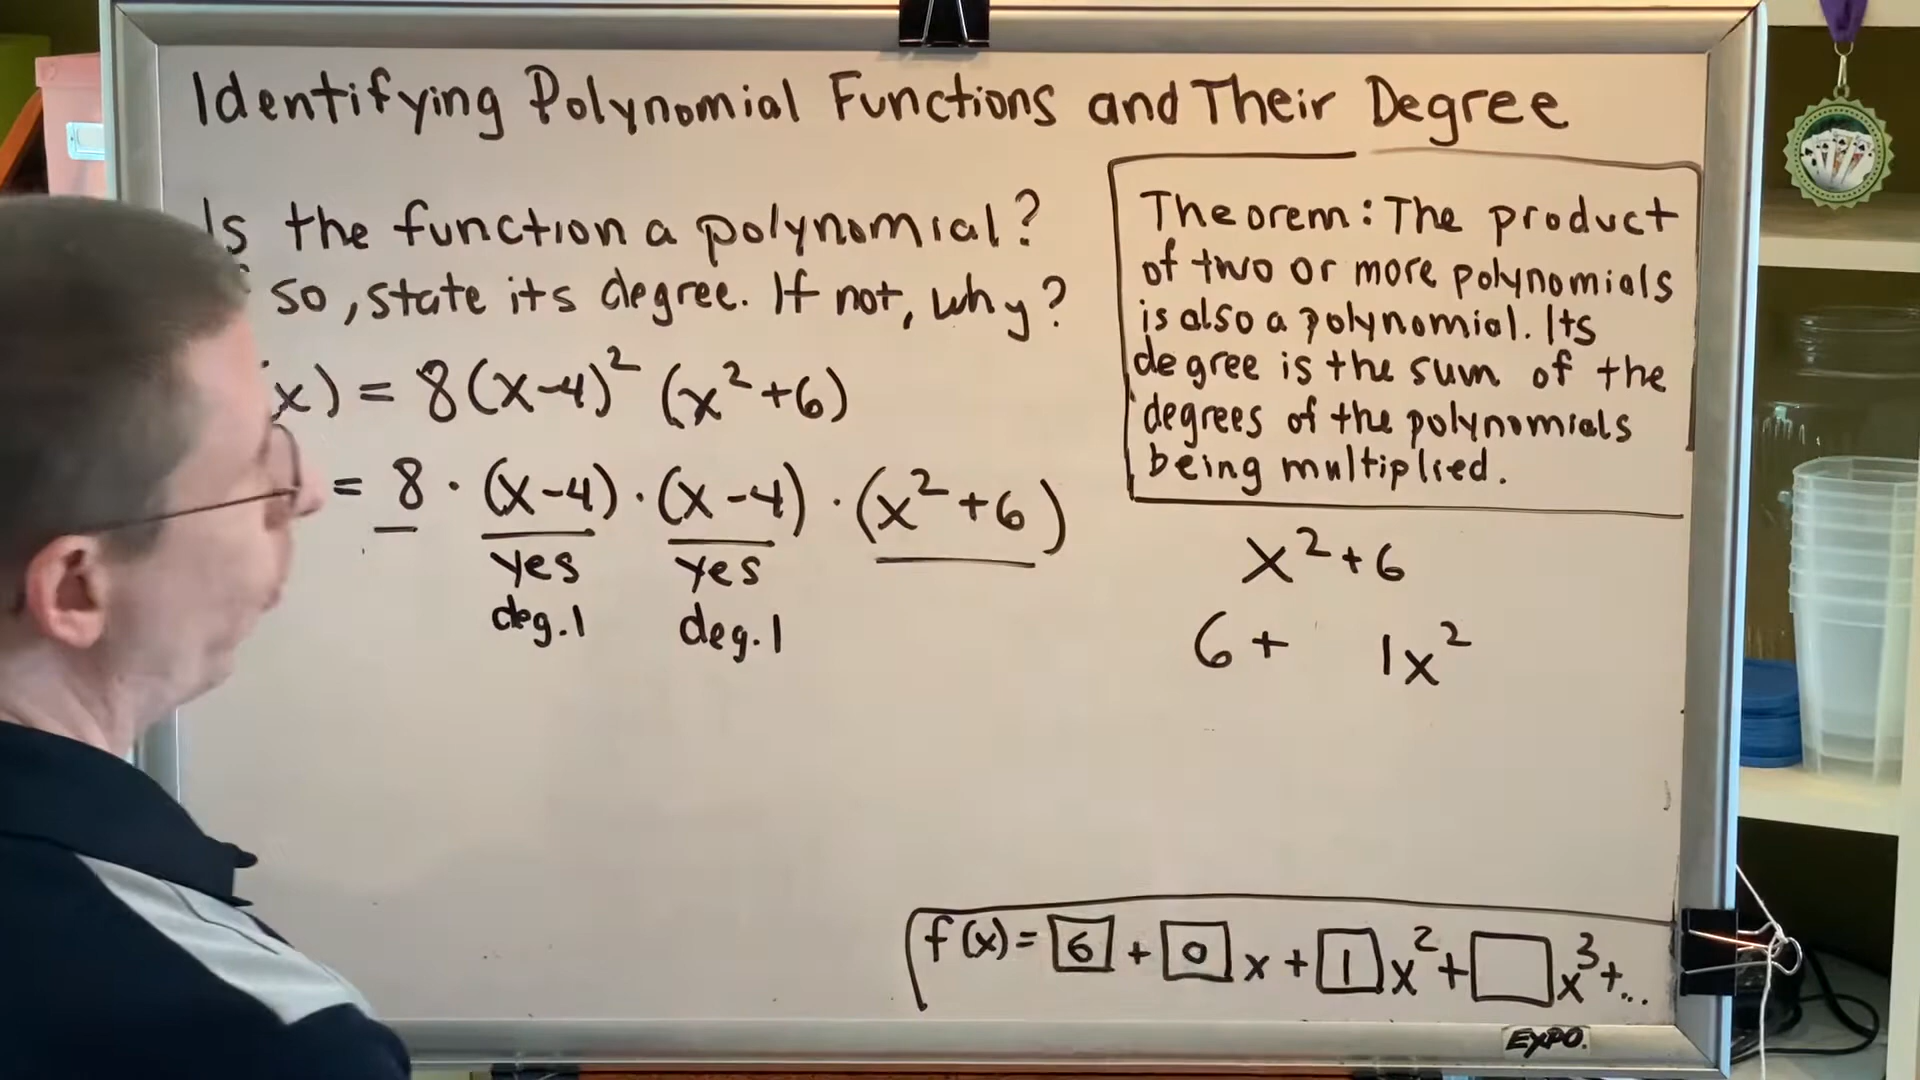 Identifying Polynomial Functions and Their Degree
Is the function a polynomial?
so, state its degree. If not, why?
x) = 8(x-4)² (x²+6)
= 8 · (x-4) · (x-4) · (x²+6)
yes yes
deg. 1 deg. 1
Theorem: The product
of two or more polynomials
is also a polynomial. Its
degree is the sum of the
degrees of the polynomials
being multiplied.
x²+6
6+ 1x²
f(x) = 6 + 0 x + 1 x² + x³ + ...
EXPO.